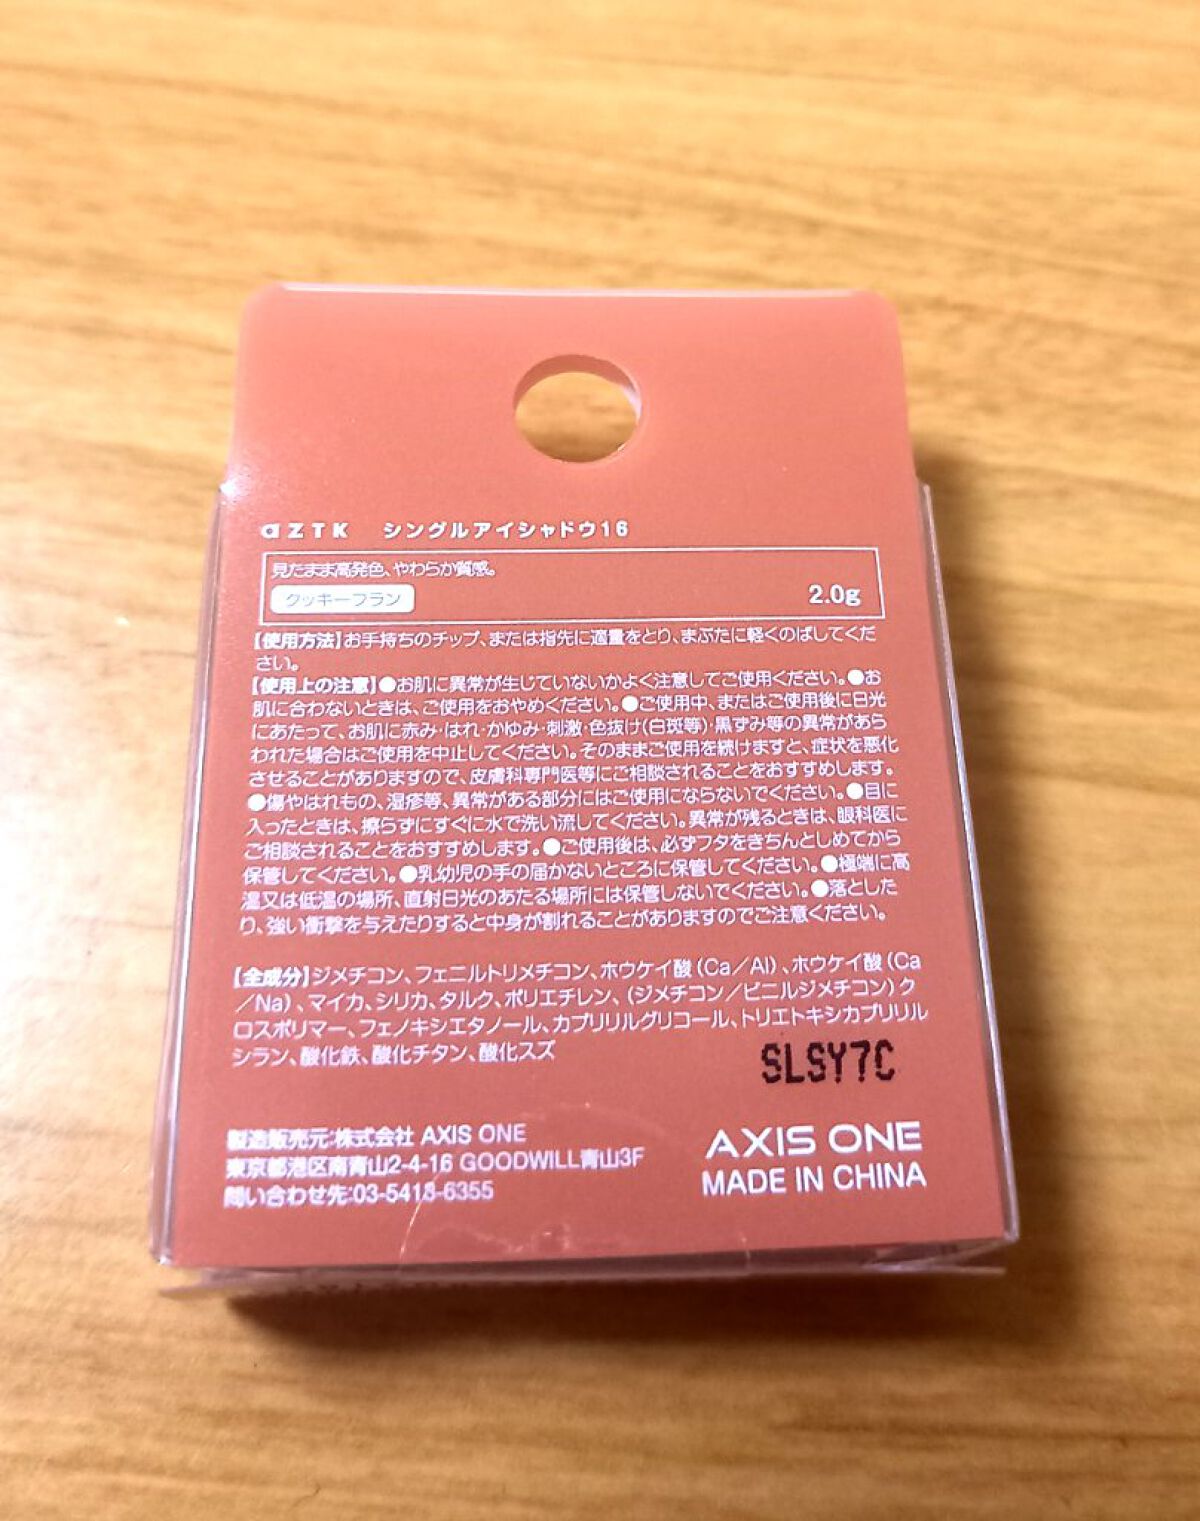 aZTK シングルアイシャドウ16
見たまま高発色、やわらか質感。
クッキーブラン 2.0g
【使用方法】お手持ちのチップ、または指先に適量をとり、まぶたに軽くのばしてくだ
さい。
【使用上の注意】●お肌に異常が生じていないかよく注意してご使用ください。●お
肌に合わないときは、ご使用をおやめください。●ご使用中、またはご使用後に日光
にあたって、お肌に赤み・はれ・かゆみ・刺激・色抜け(白斑等)・黒ずみ等の異常があら
われた場合はご使用を中止してください。そのままご使用を続けますと、症状を悪化
させることがありますので、皮膚科専門医等にご相談されることをおすすめします。
●傷やはれもの、湿疹等、異常がある部分にはご使用にならないでください。●目に
入ったときは、擦らずにすぐに水で洗い流してください。異常が残るときは、眼科医に
ご相談されることをおすすめします。●ご使用後は、必ずフタをきちんとしめてから
保管してください。●乳幼児の手の届かないところに保管してください。●極端に高
温又は低温の場所、直射日光のあたる場所には保管しないでください。●落とした
り、強い衝撃を与えたりすると中身が割れることがありますのでご注意ください。
【全成分】ジメチコン、フェニルトリメチコン、ホウケイ酸(Ca/Al)、ホウケイ酸(Ca
/Na)、マイカ、シリカ、タルク、ポリエチレン、(ジメチコン/ビニルジメチコン)ク
ロスポリマー、フェノキシエタノール、カプリリルグリコール、トリエトキシカプリリル
シラン、酸化鉄、酸化チタン、酸化スズ
SLSY7C
製造販売元:株式会社 AXIS ONE
東京都港区南青山2-4-16 GOODWILL青山3F
問い合わせ先:03-5413-6355
AXIS ONE
MADE IN CHINA